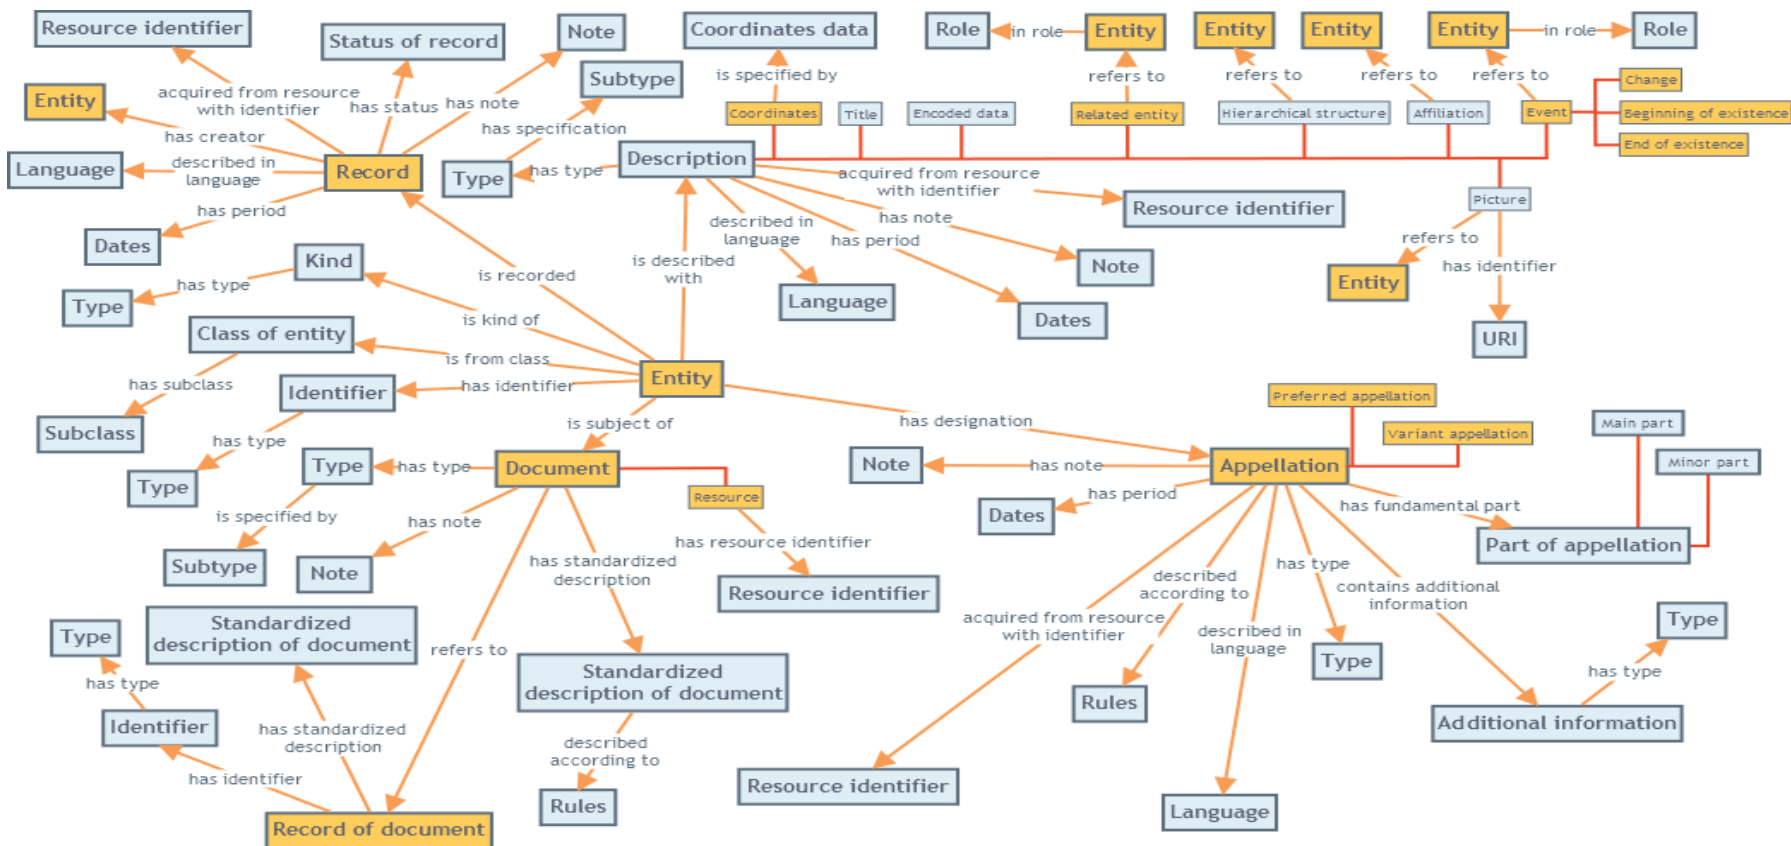 Resource identifier
Status of record
Note
Coordinates data
Role
in role
Entity
Entity
Entity
Entity
in role
Role
Subtype
is specified by
refers to
refers to
refers to
refers to
Change
Entity
acquired from resource
with identifier
has status
has note
Coordinates
Title
Encoded data
Related entity
Hierarchical structure
Affiliation
Event
Beginning of existence
has creator
has specification
End of existence
Language
described in
language
Record
Type
has type
Description
acquired from resource
with identifier
Resource identifier
Picture
has period
described in
language
has note
has period
Dates
refers to
Kind
is recorded
is described
with
Note
has identifier
Type
has type
Language
Dates
Entity
is kind of
Class of entity
URI
is from class
Entity
has subclass
Identifier
has identifier
Preferred appellation
Subclass
is subject of
has designation
Main part
Variant appellation
has type
Type
has type
Document
Note
has note
Appellation
Minor part
Type
Resource
has period
Dates
has fundamental part
is specified by
has note
has resource identifier
Part of appellation
Subtype
Note
has standardized
description
Resource identifier
described
according to
has type
contains additional
information
Type
Standardized
description of document
refers to
acquired from resource
with identifier
described in
language
Type
Type
has type
has type
Standardized
description of document
Rules
Identifier
has standardized
description
Additional information
described
according to
has identifier
Resource identifier
Rules
Language
Record of document